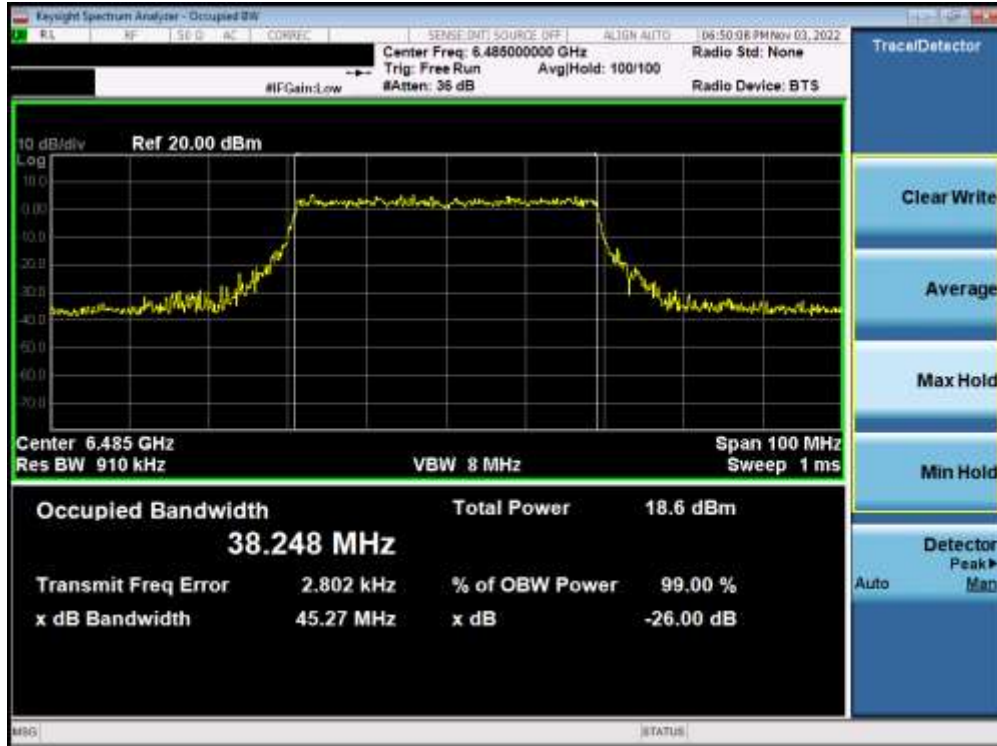 Keysight Spectrum Analyzer - Occupied BW
RL RF 50 Ω AC CORREC SENSE:INT SOURCE OFF ALIGN AUTO 06:50:08 PM Nov 03, 2022
Center Freq: 6.485000000 GHz Radio Std: None
Trig: Free Run Avg|Hold: 100/100
#IFGain:Low #Atten: 36 dB Radio Device: BTS
10 dB/div Ref 20.00 dBm
Log
10.0
0.00
-10.0
-20.0
-30.0
-40.0
-50.0
-60.0
-70.0
Center 6.485 GHz Span 100 MHz
Res BW 910 kHz VBW 8 MHz Sweep 1 ms
Occupied Bandwidth Total Power 18.6 dBm
38.248 MHz
Transmit Freq Error 2.802 kHz % of OBW Power 99.00 %
x dB Bandwidth 45.27 MHz x dB -26.00 dB
MSG STATUS
Trace/Detector
Clear Write
Average
Max Hold
Min Hold
Detector
Peak▶
Auto Man